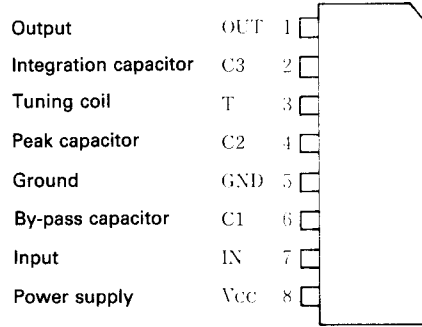 Output OUT 1
Integration capacitor C3 2
Tuning coil T 3
Peak capacitor C2 4
Ground GND 5
By-pass capacitor C1 6
Input IN 7
Power supply Vcc 8